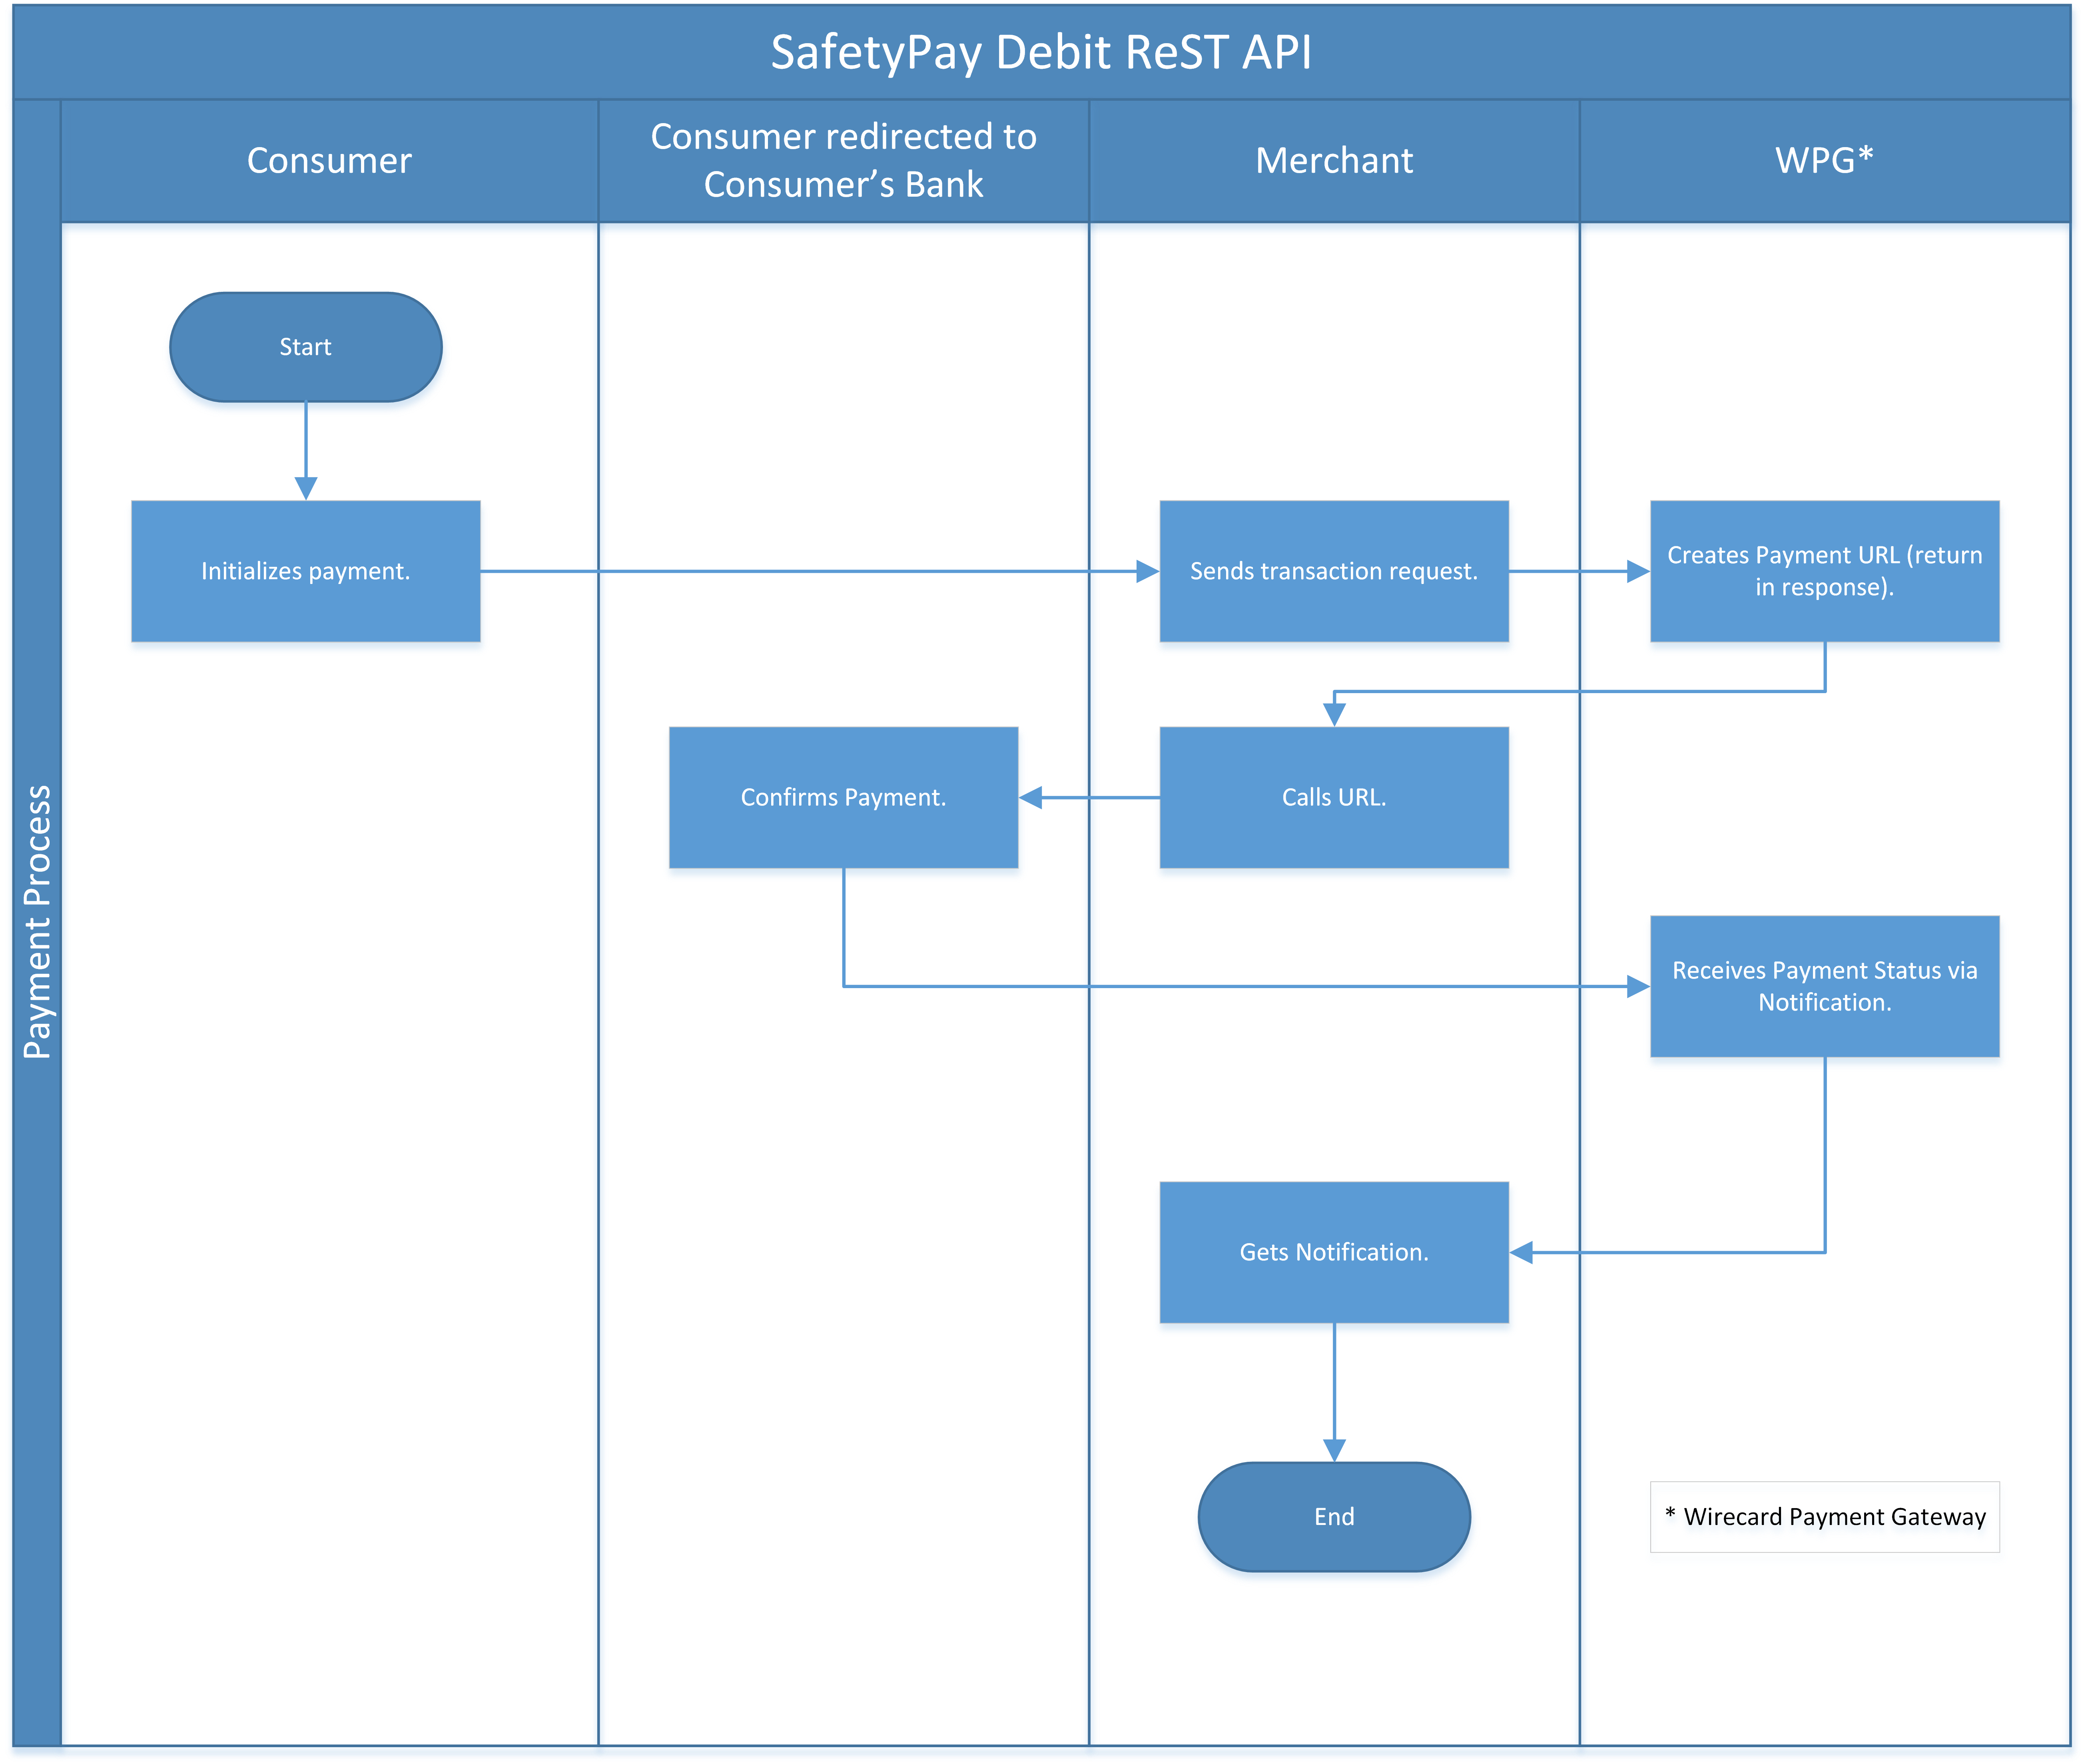 SafetyPay Debit ReST API
Payment Process
Consumer
Consumer redirected to
Consumer’s Bank
Merchant
WPG*
Start
Initializes payment.
Sends transaction request.
Creates Payment URL (return
in response).
Confirms Payment.
Calls URL.
Receives Payment Status via
Notification.
Gets Notification.
End
* Wirecard Payment Gateway